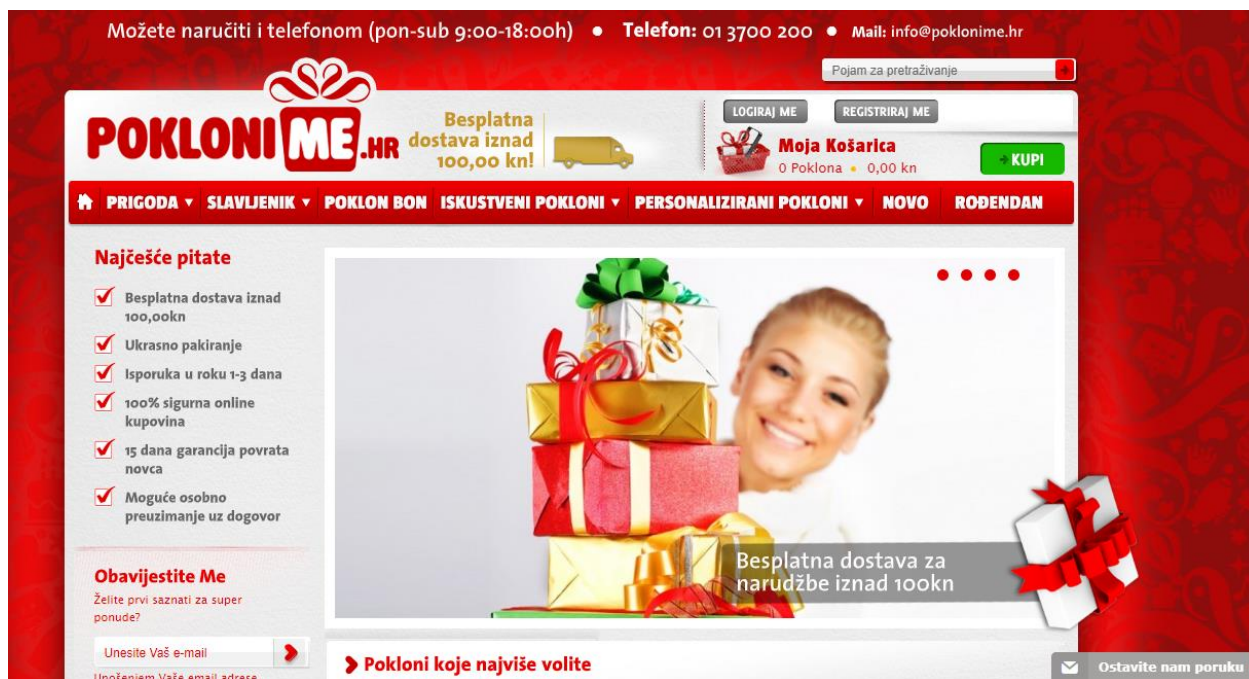 Možete naručiti i telefonom (pon-sub 9:00-18:00h) ● Telefon: 01 3700 200 ● Mail: info@poklonime.hr
Pojam za pretraživanje
POKLONI ME.HR
Besplatna
dostava iznad
100,00 kn!
LOGIRAJ ME
REGISTRIRAJ ME
Moja Košarica
0 Poklona ● 0,00 kn
KUPI
PRIGODA ▼ SLAVLJENIK ▼ POKLON BON ISKUSTVENI POKLONI ▼ PERSONALIZIRANI POKLONI ▼ NOVO ROĐENDAN
Najčešće pitate
Besplatna dostava iznad
100,00kn
Ukrasno pakiranje
Isporuka u roku 1-3 dana
100% sigurna online
kupovina
15 dana garancija povrata
novca
Moguće osobno
preuzimanje uz dogovor
Besplatna dostava za
narudžbe iznad 100kn
Obavijestite Me
Želite prvi saznati za super
ponude?
Unesite Vaš e-mail
Unošenjem Vaše email adrese
Pokloni koje najviše volite
Ostavite nam poruku